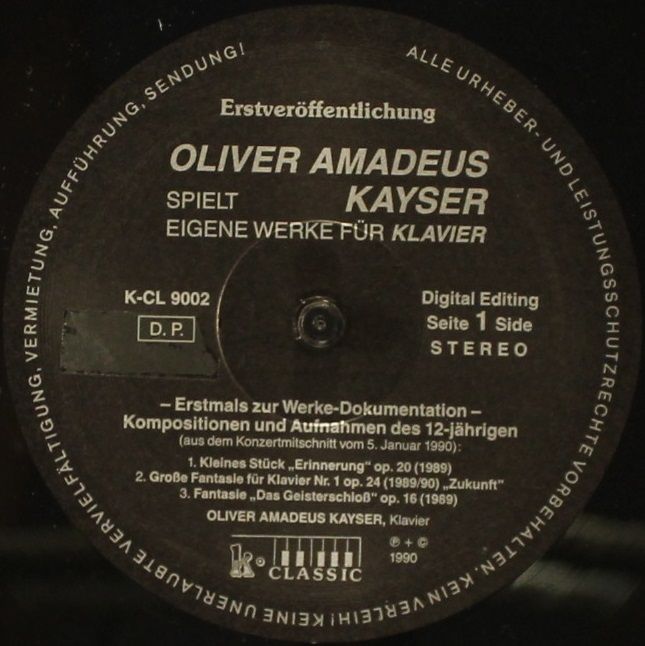 ALLE URHEBER- UND LEISTUNGSSCHUTZRECHTE VORBEHALTEN. KEIN VERLEIH! KEINE UNERLAUBTE VERVIELFÄLTIGUNG, VERMIETUNG, AUFFÜHRUNG, SENDUNG!
Erstveröffentlichung
OLIVER AMADEUS
SPIELT KAYSER
EIGENE WERKE FÜR KLAVIER
K-CL 9002
D. P.
Digital Editing
Seite 1 Side
STEREO
– Erstmals zur Werke-Dokumentation –
Kompositionen und Aufnahmen des 12-jährigen
(aus dem Konzertmitschnitt vom 5. Januar 1990):
1. Kleines Stück „Erinnerung“ op. 20 (1989)
2. Große Fantasie für Klavier Nr. 1 op. 24 (1989/90) „Zukunft“
3. Fantasie „Das Geisterschloß“ op. 16 (1989)
OLIVER AMADEUS KAYSER, Klavier
k. CLASSIC
℗ + ©
1990